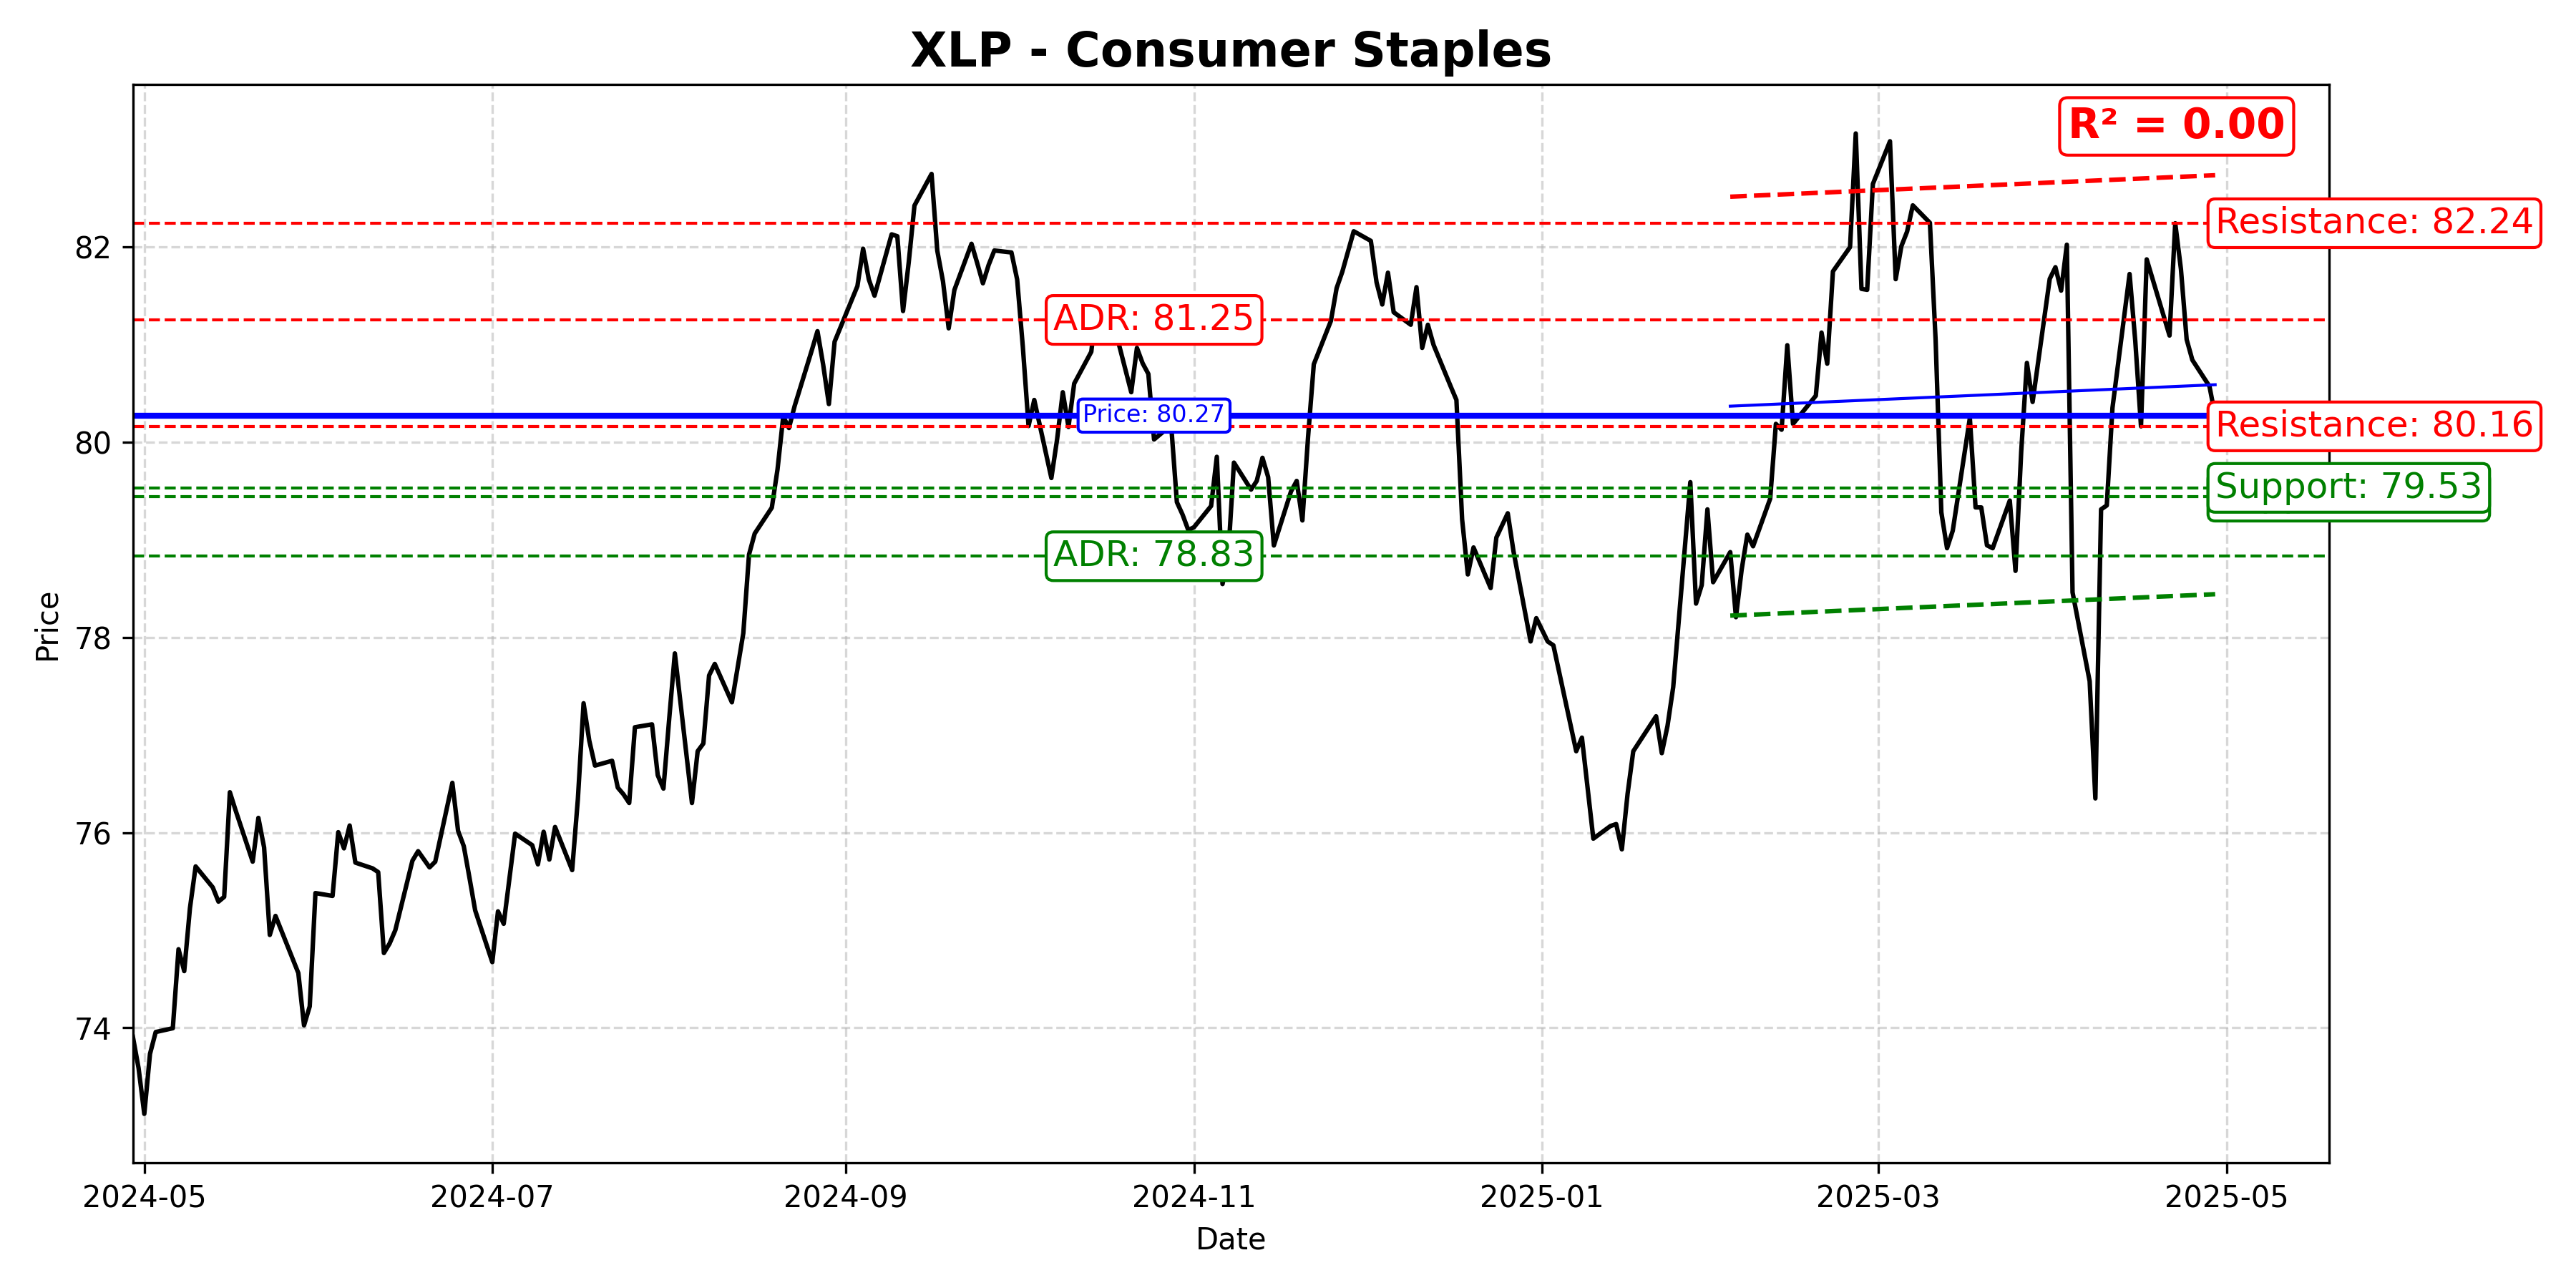 XLP - Consumer Staples
R² = 0.00
Resistance: 82.24
ADR: 81.25
Price: 80.27
Resistance: 80.16
Support: 79.53
ADR: 78.83
Price
82
80
78
76
74
2024-05
2024-07
2024-09
2024-11
2025-01
2025-03
2025-05
Date